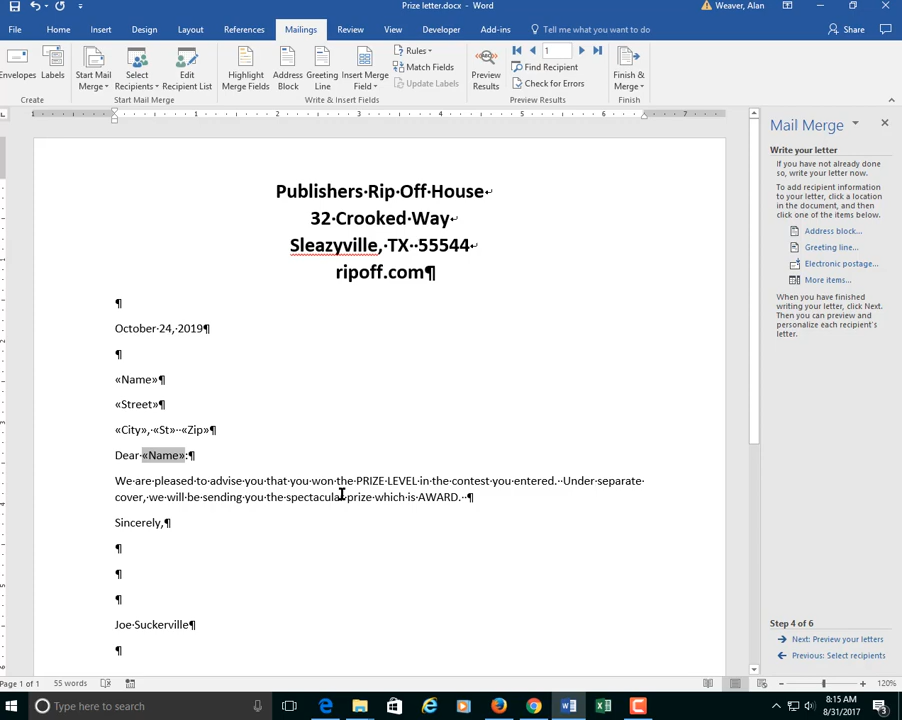 Prize letter.docx - Word
Weaver, Alan
File Home Insert Design Layout References Mailings Review View Developer Add-ins Tell me what you want to do Share
Envelopes Labels Start Mail Merge Select Recipients Edit Recipient List Highlight Merge Fields Address Block Greeting Line Insert Merge Field Rules Match Fields Update Labels Preview Results 1 Find Recipient Check for Errors Finish & Merge
Create Start Mail Merge Write & Insert Fields Preview Results Finish
1 1 2 3 4 5 6 7
Publishers·Rip·Off·House↵
32·Crooked·Way↵
Sleazyville,·TX··55544↵
ripoff.com¶
¶
October·24,·2019¶
¶
«Name»¶
«Street»¶
«City»,·«St»··«Zip»¶
Dear·«Name»:¶
We·are·pleased·to·advise·you·that·you·won·the·PRIZE·LEVEL·in·the·contest·you·entered.··Under·separate·
cover,·we·will·be·sending·you·the·spectacular·prize·which·is·AWARD.··¶
Sincerely,¶
¶
¶
¶
Joe·Suckerville¶
¶
Mail Merge
Write your letter
If you have not already done
so, write your letter now.
To add recipient information
to your letter, click a location
in the document, and then
click one of the items below.
Address block...
Greeting line...
Electronic postage...
More items...
When you have finished
writing your letter, click Next.
Then you can preview and
personalize each recipient's
letter.
Step 4 of 6
Next: Preview your letters
Previous: Select recipients
Page 1 of 1 55 words 120%
Type here to search
8:15 AM
8/31/2017
3